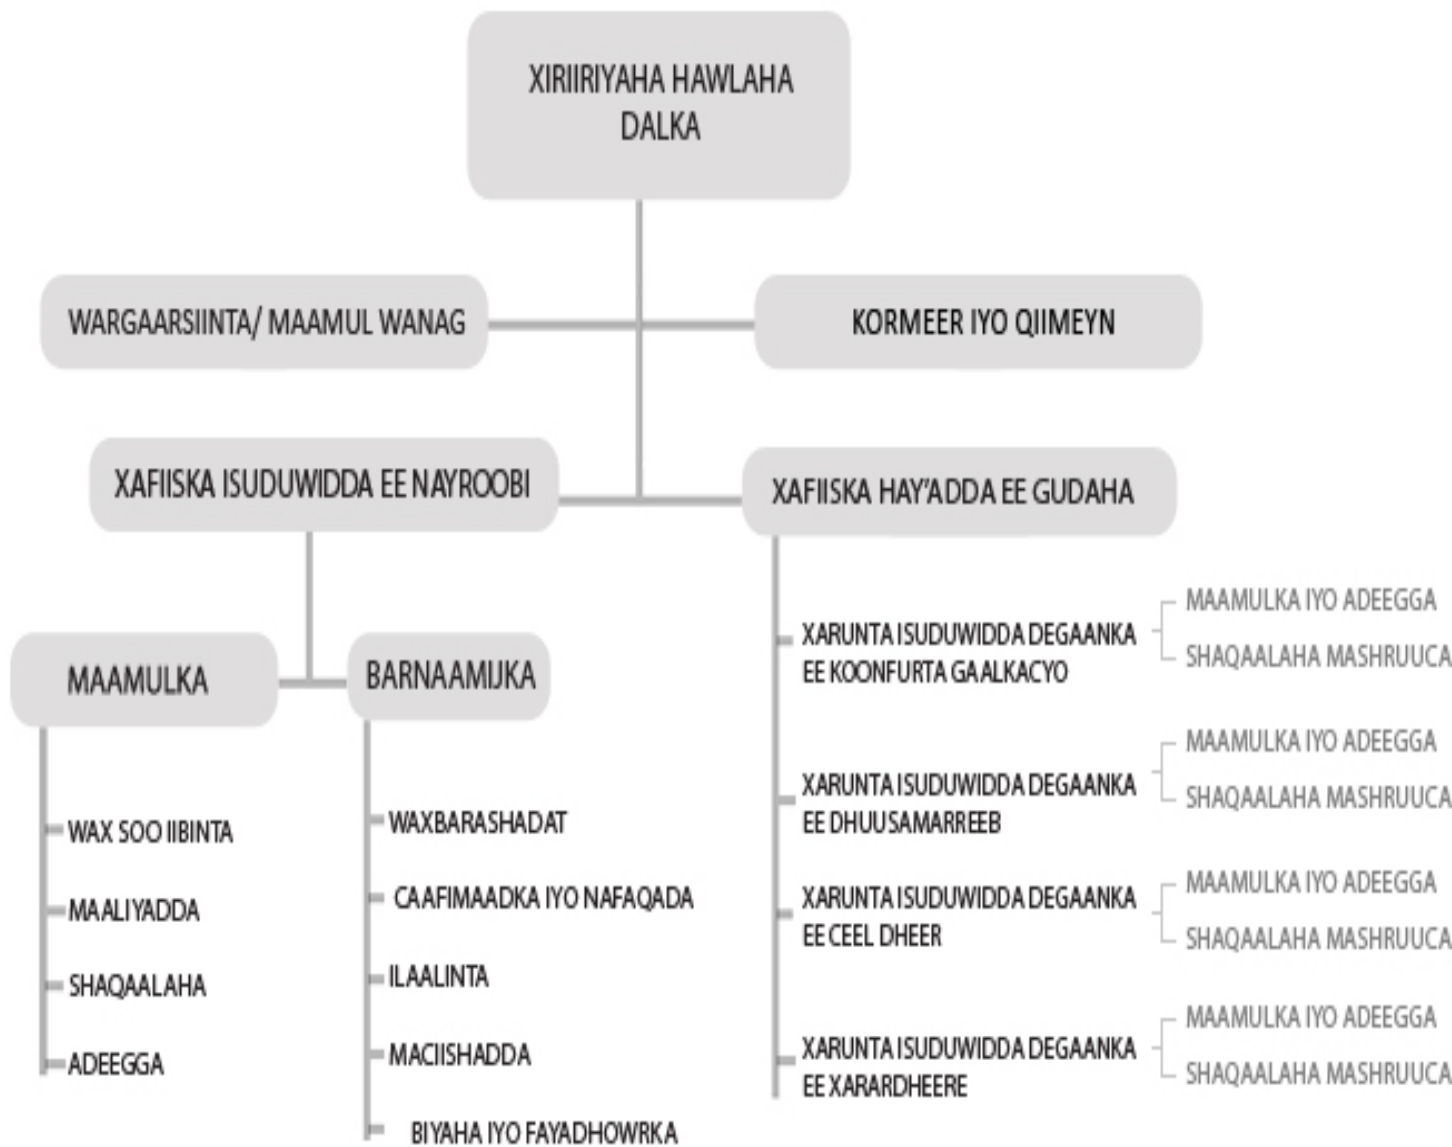 XIRIIRIYAHA HAWLAHA
DALKA
WARGAARSIINTA/ MAAMUL WANAG
KORMEER IYO QIIMEYN
XAFIISKA ISUDUWIDDA EE NAYROOBI
XAFIISKA HAY'ADDA EE GUDAHA
MAAMULKA
BARNAAMIJKA
WAX SOO IIBINTA
MAALIYADDA
SHAQAALAHA
ADEEGGA
WAXBARASHADAT
CAAFIMAADKA IYO NAFAQADA
ILAALINTA
MACIISHADDA
BIYAHA IYO FAYADHOWRKA
XARUNTA ISUDUWIDDA DEGAANKA
EE KOONFURTA GAALKACYO
MAAMULKA IYO ADEEGGA
SHAQAALAHA MASHRUUCA
XARUNTA ISUDUWIDDA DEGAANKA
EE DHUUSAMARREEB
MAAMULKA IYO ADEEGGA
SHAQAALAHA MASHRUUCA
XARUNTA ISUDUWIDDA DEGAANKA
EE CEEL DHEER
MAAMULKA IYO ADEEGGA
SHAQAALAHA MASHRUUCA
XARUNTA ISUDUWIDDA DEGAANKA
EE XARARDHEERE
MAAMULKA IYO ADEEGGA
SHAQAALAHA MASHRUUCA